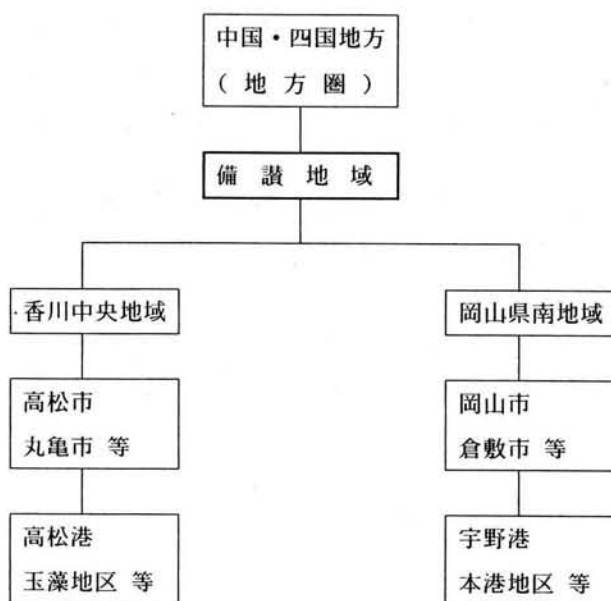 中国・四国地方
(地方圏)
備讃地域
香川中央地域
岡山県南地域
高松市
丸亀市 等
岡山市
倉敷市 等
高松港
玉藻地区 等
宇野港
本港地区 等